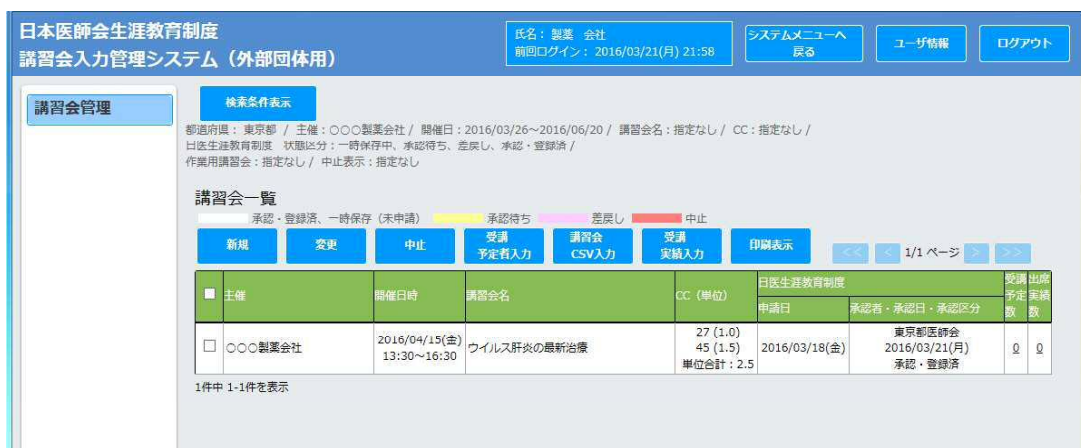 日本医師会生涯教育制度
講習会入力管理システム（外部団体用）
氏名： 製薬 会社
前回ログイン： 2016/03/21(月) 21:58
システムメニューへ
戻る
ユーザ情報
ログアウト
講習会管理
検索条件表示
都道府県： 東京都 / 主催：〇〇〇製薬会社 / 開催日：2016/03/26～2016/06/20 / 講習会名：指定なし / CC：指定なし /
日医生涯教育制度 状態区分：一時保存中、承認待ち、差戻し、承認・登録済 /
作業用講習会：指定なし / 中止表示：指定なし
講習会一覧
承認・登録済、一時保存（未申請） 承認待ち 差戻し 中止
新規
変更
中止
受講
予定者入力
講習会
CSV入力
受講
実績入力
印刷表示
<< < 1/1 ページ > >>
主催
開催日時
講習会名
CC（単位）
日医生涯教育制度
申請日
承認者・承認日・承認区分
受講
予定
数
出席
実績
数
〇〇〇製薬会社
2016/04/15(金)
13:30～16:30
ウイルス肝炎の最新治療
27 (1.0)
45 (1.5)
単位合計：2.5
2016/03/18(金)
東京都医師会
2016/03/21(月)
承認・登録済
0
0
1件中 1-1件を表示